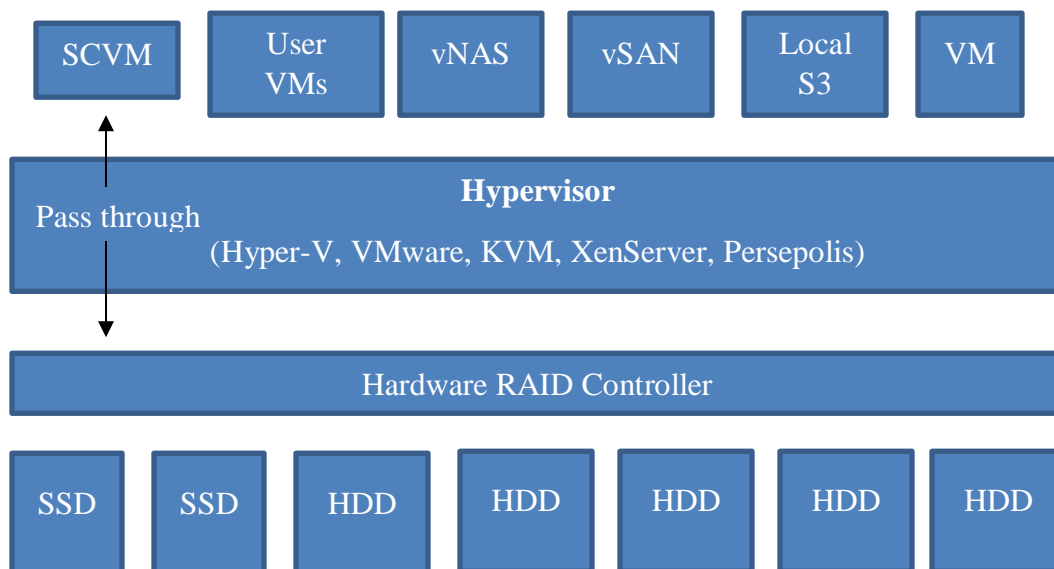 SCVM
User
VMs
vNAS
vSAN
Local
S3
VM
Hypervisor
Pass through
(Hyper-V, VMware, KVM, XenServer, Persepolis)
Hardware RAID Controller
SSD
SSD
HDD
HDD
HDD
HDD
HDD